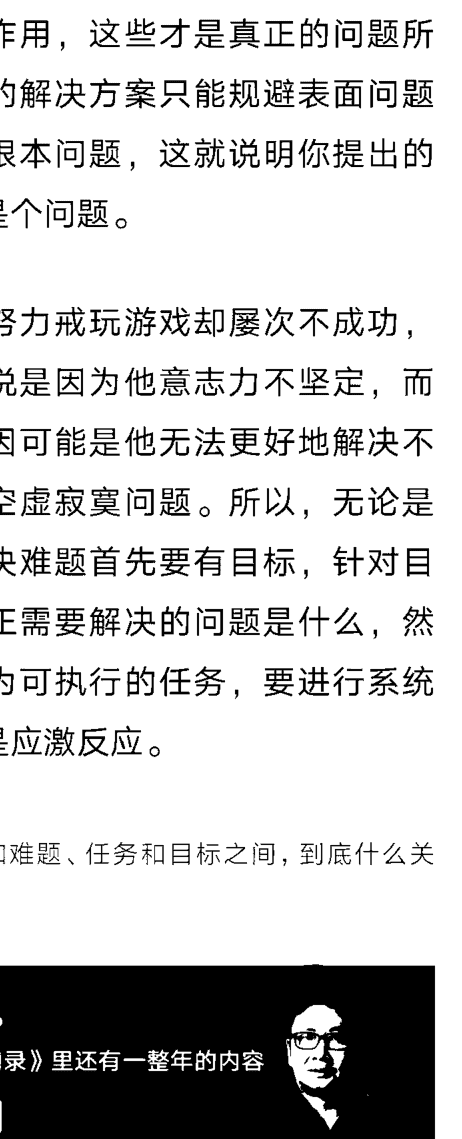 作用，这些才是真正的问题所
的解决方案只能规避表面问题
根本问题，这就说明你提出的
是个问题。
努力戒玩游戏却屡次不成功，
说是因为他意志力不坚定，而
因可能是他无法更好地解决不
空虚寂寞问题。所以，无论是
决难题首先要有目标，针对目
正需要解决的问题是什么，然
为可执行的任务，要进行系统
是应激反应。
难题、任务和目标之间，到底什么关
录》里还有一整年的内容